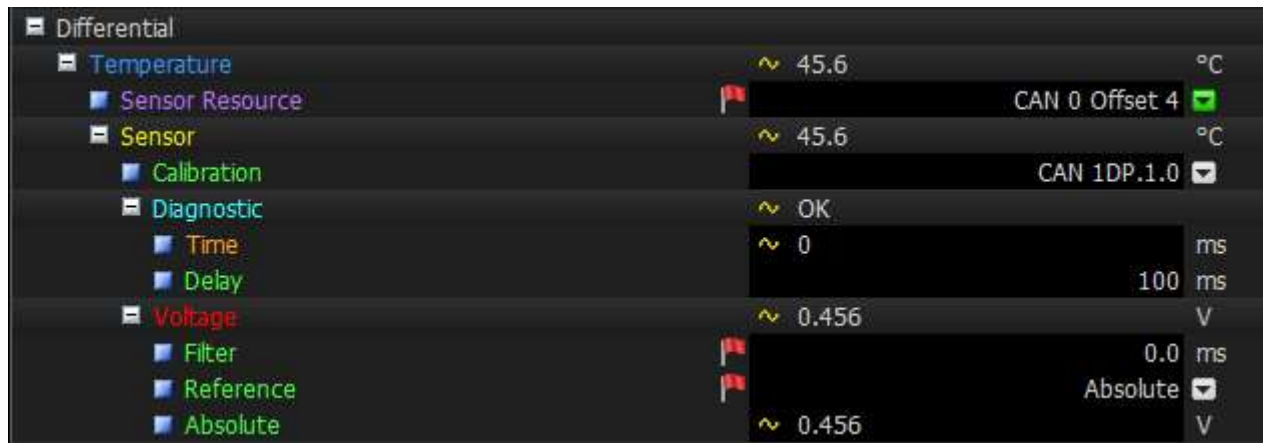 Differential
Temperature 45.6 °C
Sensor Resource CAN 0 Offset 4
Sensor 45.6 °C
Calibration CAN 1DP.1.0
Diagnostic OK
Time 0 ms
Delay 100 ms
Voltage 0.456 V
Filter 0.0 ms
Reference Absolute
Absolute 0.456 V